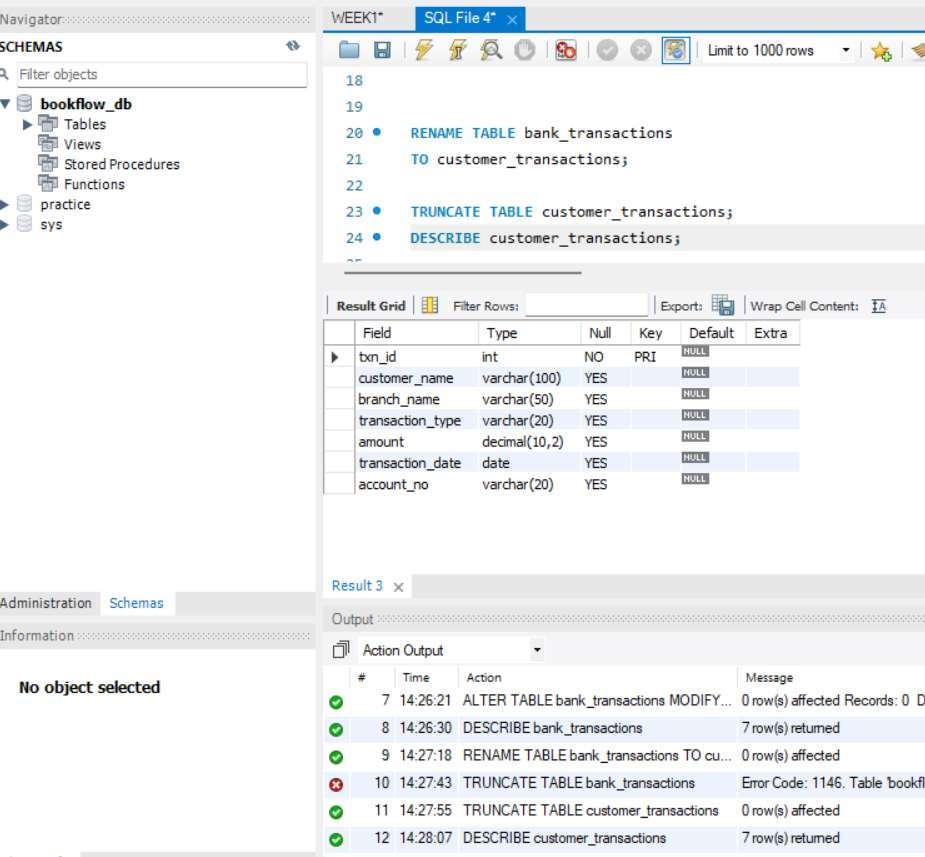 Navigator
SCHEMAS
Filter objects
bookflow_db
Tables
Views
Stored Procedures
Functions
practice
sys
Administration Schemas
Information
No object selected
WEEK1* SQL File 4*
Limit to 1000 rows
18
19
20 RENAME TABLE bank_transactions
21 TO customer_transactions;
22
23 TRUNCATE TABLE customer_transactions;
24 DESCRIBE customer_transactions;
Result Grid Filter Rows: Export: Wrap Cell Content: IA
Field Type Null Key Default Extra
txn_id int NO PRI NULL
customer_name varchar(100) YES NULL
branch_name varchar(50) YES NULL
transaction_type varchar(20) YES NULL
amount decimal(10,2) YES NULL
transaction_date date YES NULL
account_no varchar(20) YES NULL
Result 3
Output
Action Output
# Time Action Message
7 14:26:21 ALTER TABLE bank_transactions MODIFY... 0 row(s) affected Records: 0 D
8 14:26:30 DESCRIBE bank_transactions 7 row(s) returned
9 14:27:18 RENAME TABLE bank_transactions TO cu... 0 row(s) affected
10 14:27:43 TRUNCATE TABLE bank_transactions Error Code: 1146. Table 'bookfl
11 14:27:55 TRUNCATE TABLE customer_transactions 0 row(s) affected
12 14:28:07 DESCRIBE customer_transactions 7 row(s) returned